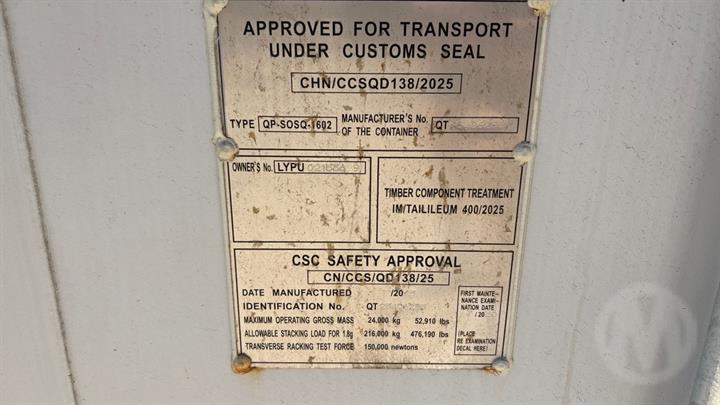 APPROVED FOR TRANSPORT
UNDER CUSTOMS SEAL
CHN/CCSQD138/2025
TYPE QP-SOSQ-1602 MANUFACTURER'S No. OF THE CONTAINER QT
OWNER'S No. LYPU
TIMBER COMPONENT TREATMENT
IM/TAILILEUM 400/2025
CSC SAFETY APPROVAL
CN/CCS/QD138/25
DATE MANUFACTURED /20
IDENTIFICATION No. QT
MAXIMUM OPERATING GROSS MASS 24,000 kg 52,910 lbs
ALLOWABLE STACKING LOAD FOR 1.8g 216,000 kg 476,190 lbs
TRANSVERSE RACKING TEST FORCE 150,000 newtons
FIRST MAINTE-
NANCE EXAMI-
NATION DATE
/20
(PLACE
RE EXAMINATION
DECAL HERE)